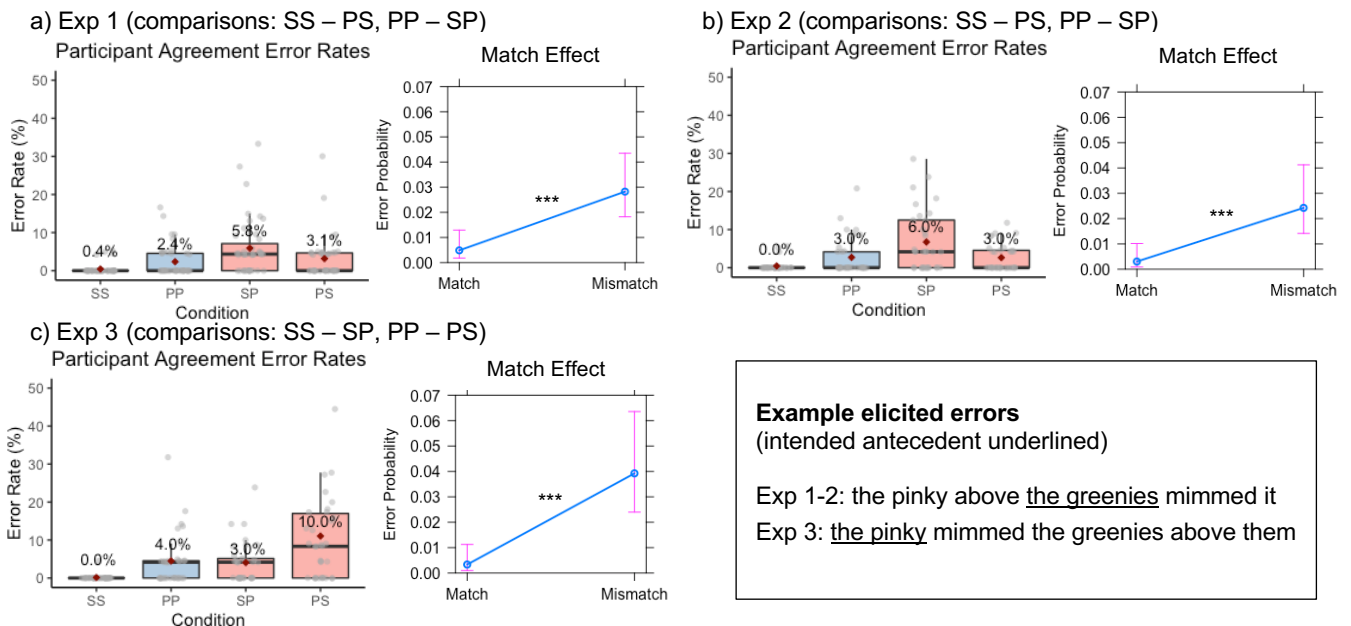 a) Exp 1 (comparisons: SS – PS, PP – SP)
Participant Agreement Error Rates
Error Rate (%)
50
40
30
20
10
0
0.4%
2.4%
5.8%
3.1%
SS
PP
SP
PS
Condition
Match Effect
Error Probability
0.07
0.06
0.05
0.04
0.03
0.02
0.01
0.00
***
Match
Mismatch
b) Exp 2 (comparisons: SS – PS, PP – SP)
Participant Agreement Error Rates
Error Rate (%)
50
40
30
20
10
0
0.0%
3.0%
6.0%
3.0%
SS
PP
SP
PS
Condition
Match Effect
Error Probability
0.07
0.06
0.05
0.04
0.03
0.02
0.01
0.00
***
Match
Mismatch
c) Exp 3 (comparisons: SS – SP, PP – PS)
Participant Agreement Error Rates
Error Rate (%)
50
40
30
20
10
0
0.0%
4.0%
3.0%
10.0%
SS
PP
SP
PS
Condition
Match Effect
Error Probability
0.07
0.06
0.05
0.04
0.03
0.02
0.01
0.00
***
Match
Mismatch
Example elicited errors
(intended antecedent underlined)
Exp 1-2: the pinky above the greenies mimmed it
Exp 3: the pinky mimmed the greenies above them